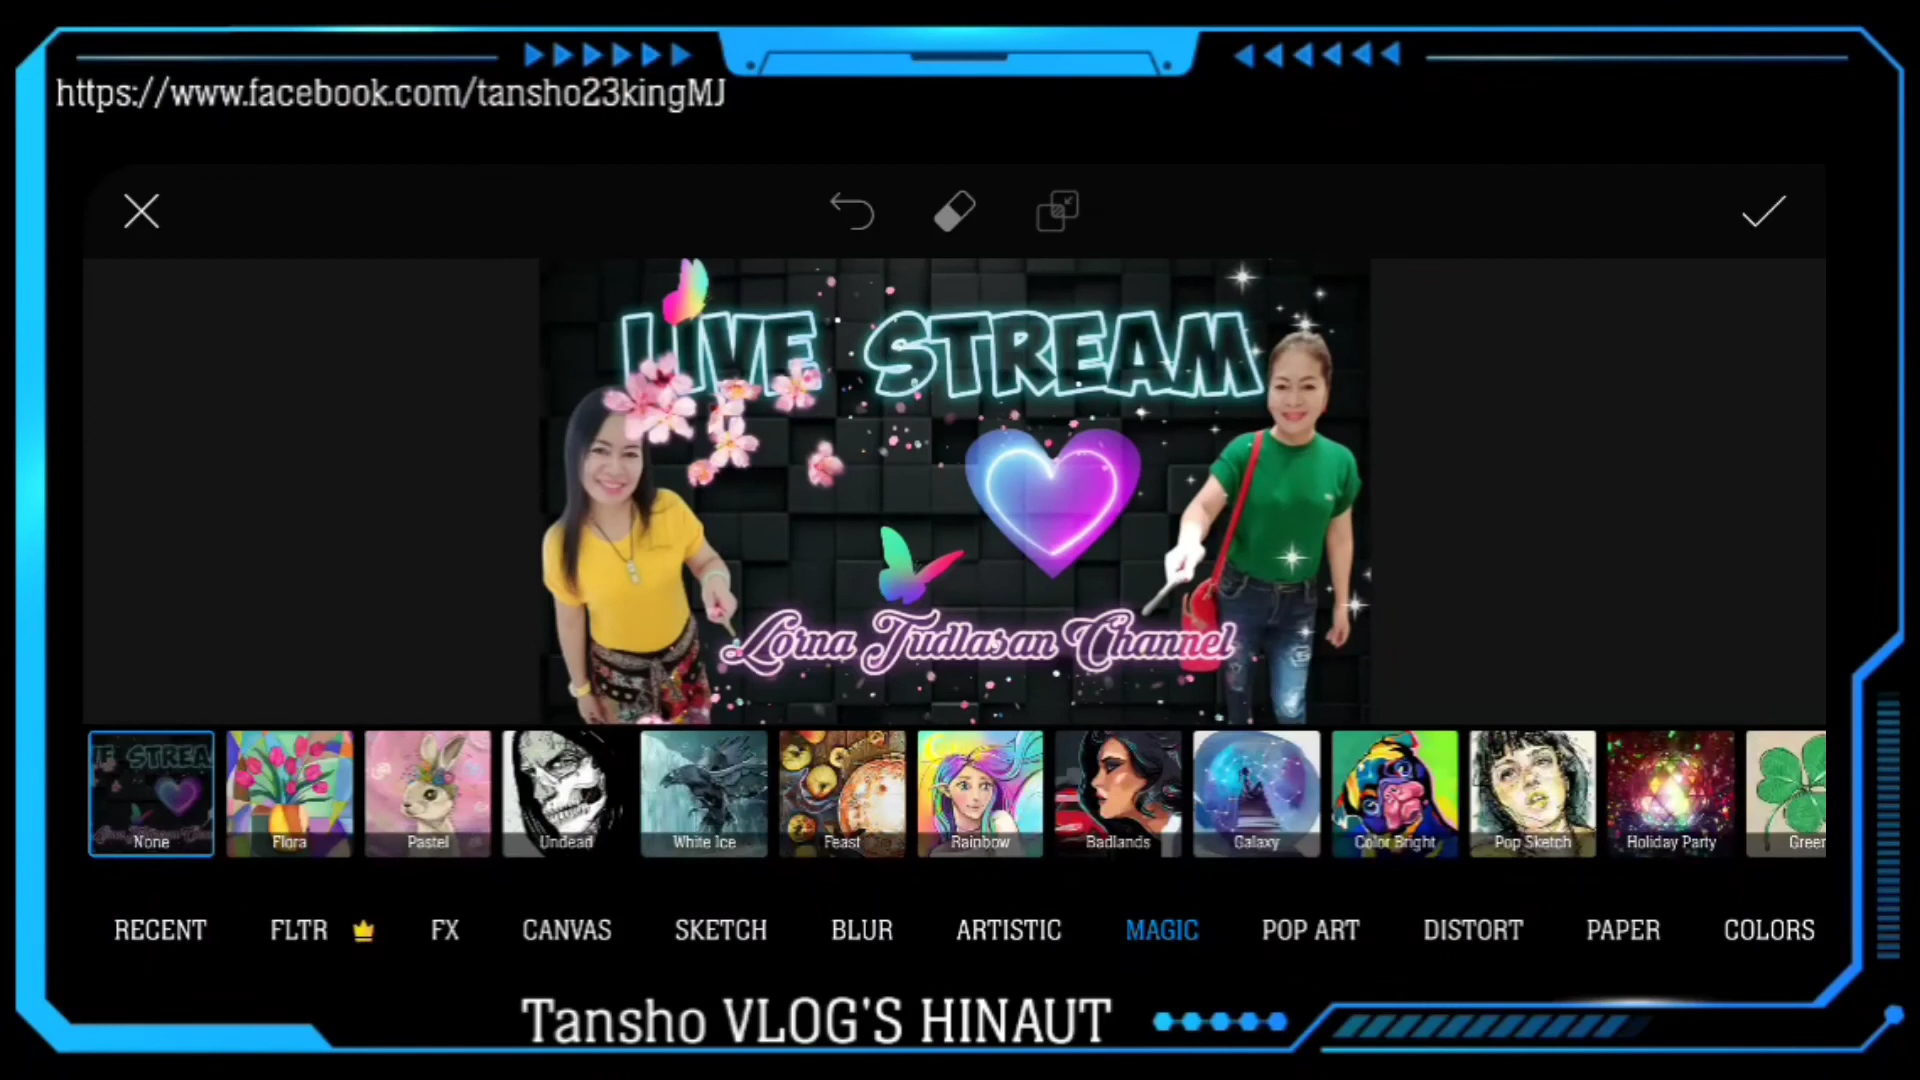 https://www.facebook.com/tansho23kingMJ
LIVE STREAM
Lorna Tudlasan Channel
None
Flora
Pastel
Undead
White Ice
Feast
Rainbow
Badlands
Galaxy
Color Bright
Pop Sketch
Holiday Party
Green
RECENT
FLTR
FX
CANVAS
SKETCH
BLUR
ARTISTIC
MAGIC
POP ART
DISTORT
PAPER
COLORS
Tansho VLOG'S HINAUT